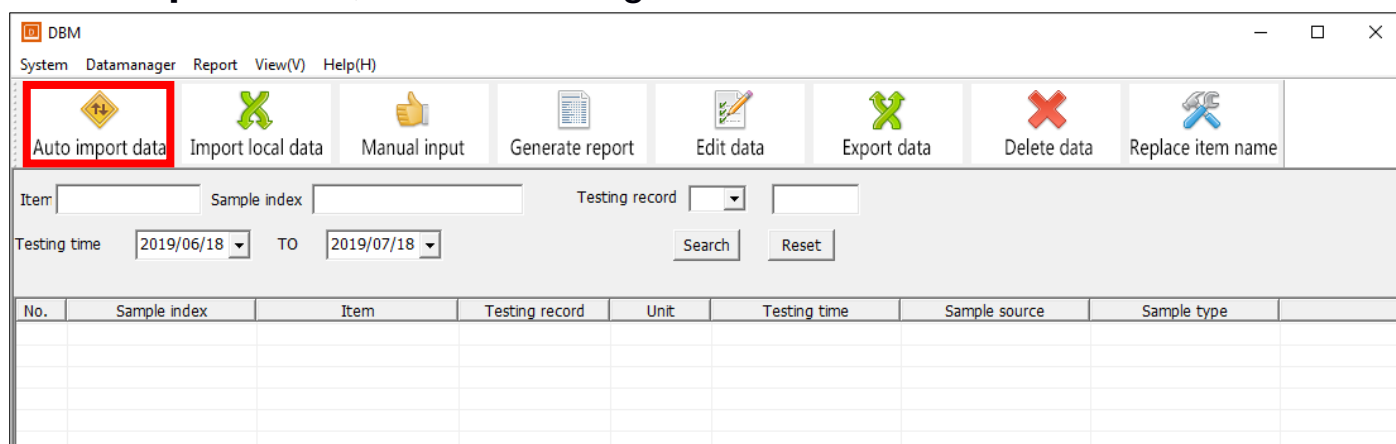 DBM
System Datamanager Report View(V) Help(H)
Auto import data Import local data Manual input Generate report Edit data Export data Delete data Replace item name
Item Sample index Testing record
Testing time 2019/06/18 TO 2019/07/18 Search Reset
No. Sample index Item Testing record Unit Testing time Sample source Sample type